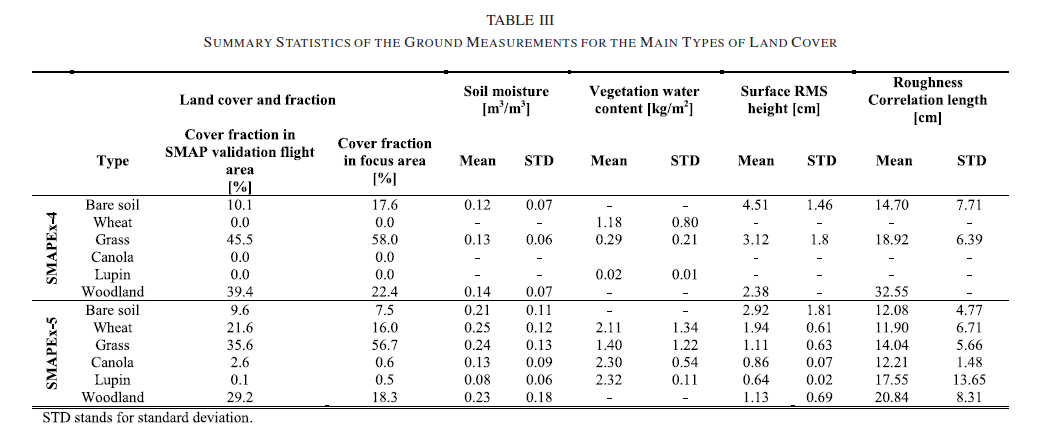 TABLE III
SUMMARY STATISTICS OF THE GROUND MEASUREMENTS FOR THE MAIN TYPES OF LAND COVER
Land cover and fraction
Soil moisture
[m³/m³]
Vegetation water
content [kg/m²]
Surface RMS
height [cm]
Roughness
Correlation length
[cm]
Type
Cover fraction in
SMAP validation flight
area
[%]
Cover fraction
in focus area
[%]
Mean STD Mean STD Mean STD Mean STD
SMAPEx-4
Bare soil 10.1 17.6 0.12 0.07 - - 4.51 1.46 14.70 7.71
Wheat 0.0 0.0 - - 1.18 0.80 - - - -
Grass 45.5 58.0 0.13 0.06 0.29 0.21 3.12 1.8 18.92 6.39
Canola 0.0 0.0 - - - - - - - -
Lupin 0.0 0.0 - - 0.02 0.01 - - - -
Woodland 39.4 22.4 0.14 0.07 - - 2.38 - 32.55 -
SMAPEx-5
Bare soil 9.6 7.5 0.21 0.11 - - 2.92 1.81 12.08 4.77
Wheat 21.6 16.0 0.25 0.12 2.11 1.34 1.94 0.61 11.90 6.71
Grass 35.6 56.7 0.24 0.13 1.40 1.22 1.11 0.63 14.04 5.66
Canola 2.6 0.6 0.13 0.09 2.30 0.54 0.86 0.07 12.21 1.48
Lupin 0.1 0.5 0.08 0.06 2.32 0.11 0.64 0.02 17.55 13.65
Woodland 29.2 18.3 0.23 0.18 - - 1.13 0.69 20.84 8.31
STD stands for standard deviation.